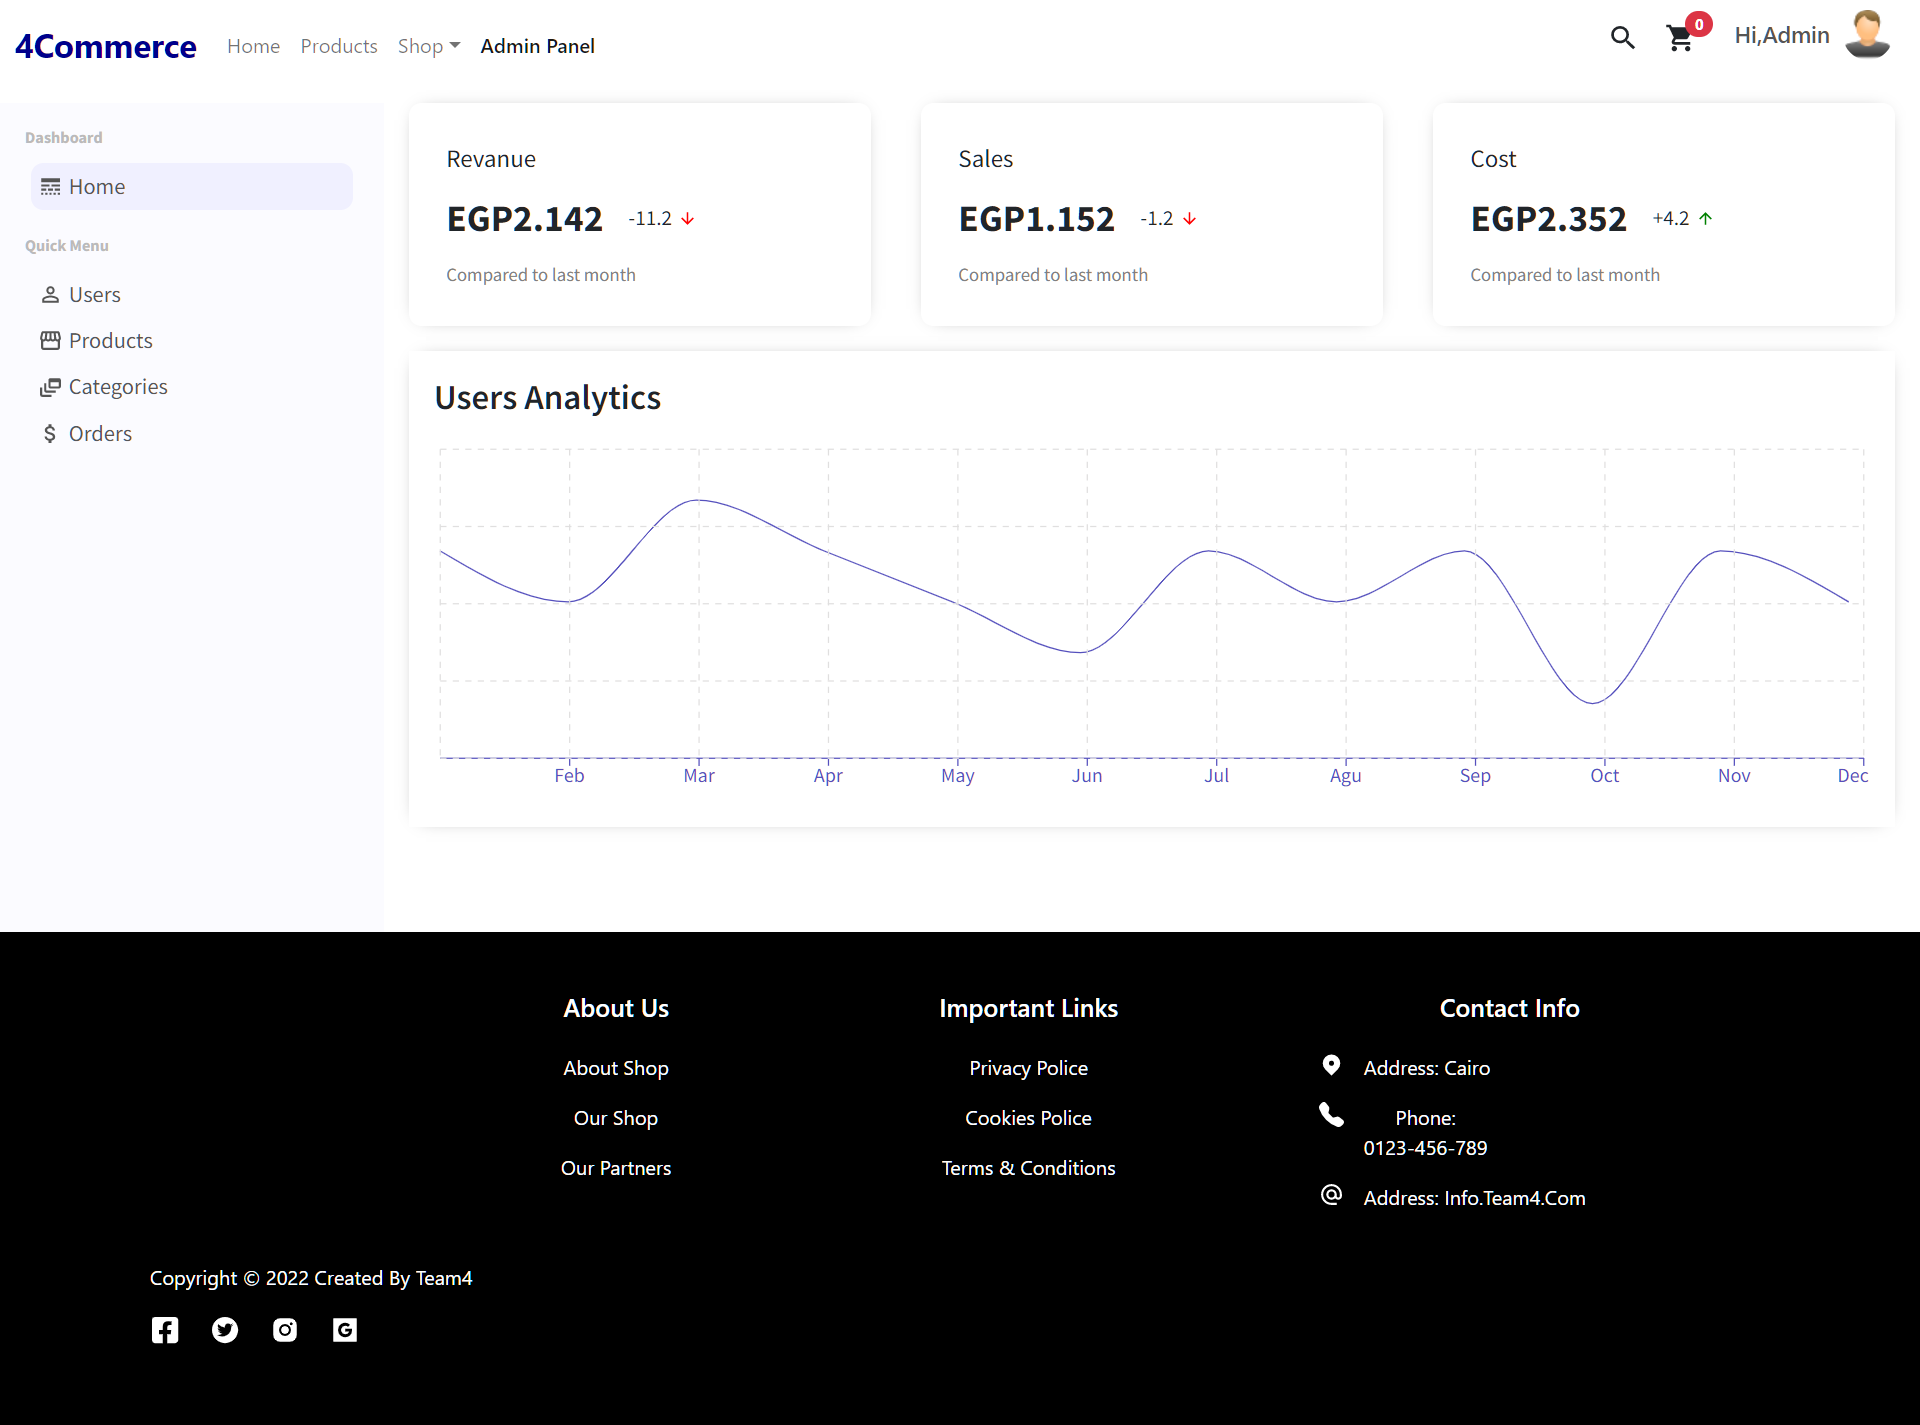 4Commerce Home Products Shop Admin Panel 0 Hi,Admin
Dashboard
Home
Quick Menu
Users
Products
Categories
Orders
Revanue
EGP2.142 -11.2
Compared to last month
Sales
EGP1.152 -1.2
Compared to last month
Cost
EGP2.352 +4.2
Compared to last month
Users Analytics
Feb Mar Apr May Jun Jul Agu Sep Oct Nov Dec
About Us
About Shop
Our Shop
Our Partners
Important Links
Privacy Police
Cookies Police
Terms & Conditions
Contact Info
Address: Cairo
Phone:
0123-456-789
Address: Info.Team4.Com
Copyright © 2022 Created By Team4